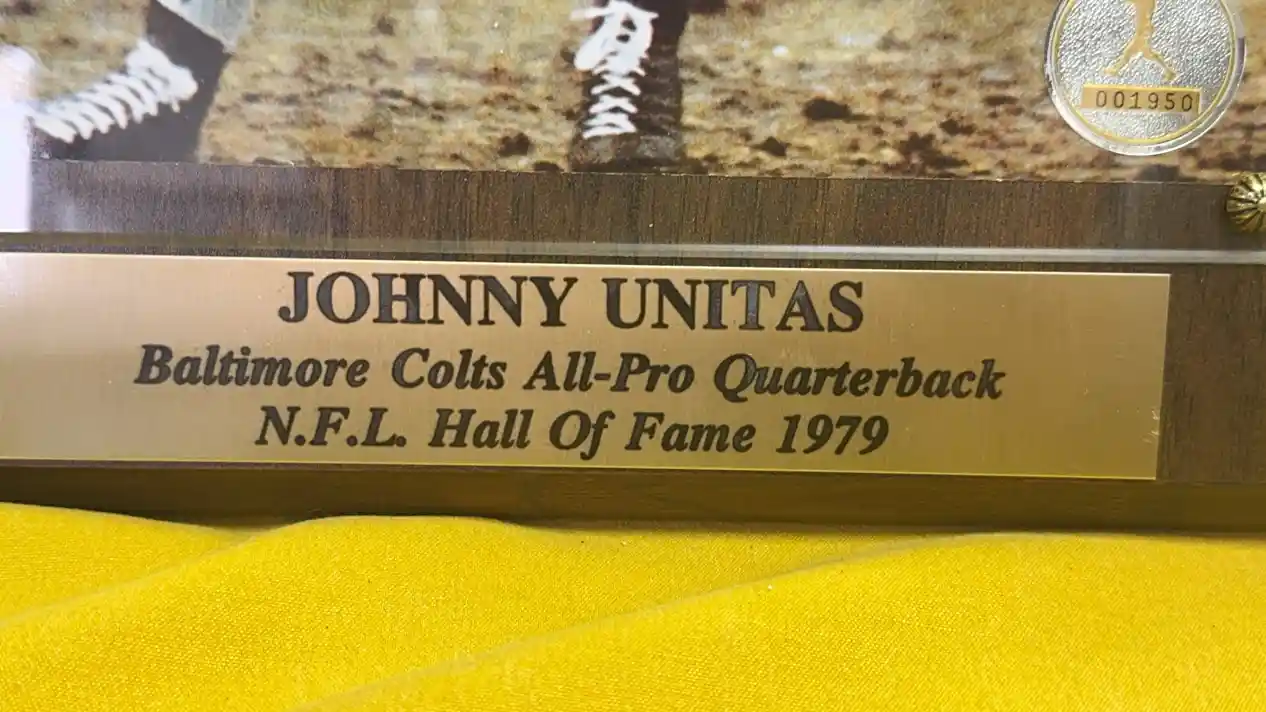 001950
JOHNNY UNITAS
Baltimore Colts All-Pro Quarterback
N.F.L. Hall Of Fame 1979